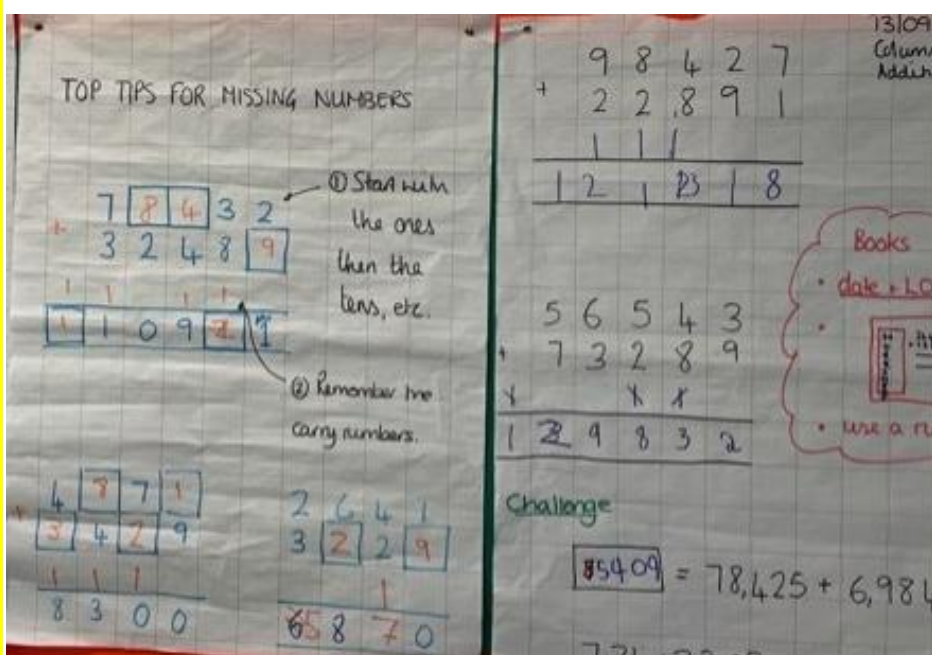 TOP TIPS FOR MISSING NUMBERS
7 8 4 3 2
+ 3 2 4 8 9
1 1 1 1
1 1 0 9 2 1
① Start with
the ones
then the
tens, etc.
② Remember the
carry numbers.
4 8 7 1
+ 3 4 2 9
1 1 1
8 3 0 0
2 6 4 1
3 2 2 9
1
5 8 7 0
9 8 4 2 7
+ 2 2 8 9 1
1 1 1
1 2 1 3 1 8
5 6 5 4 3
+ 7 3 2 8 9
1 1 1
1 2 9 8 3 2
Challenge
85409 = 78,425 + 6,984
13/09
Books
• date + LO
•
• use a